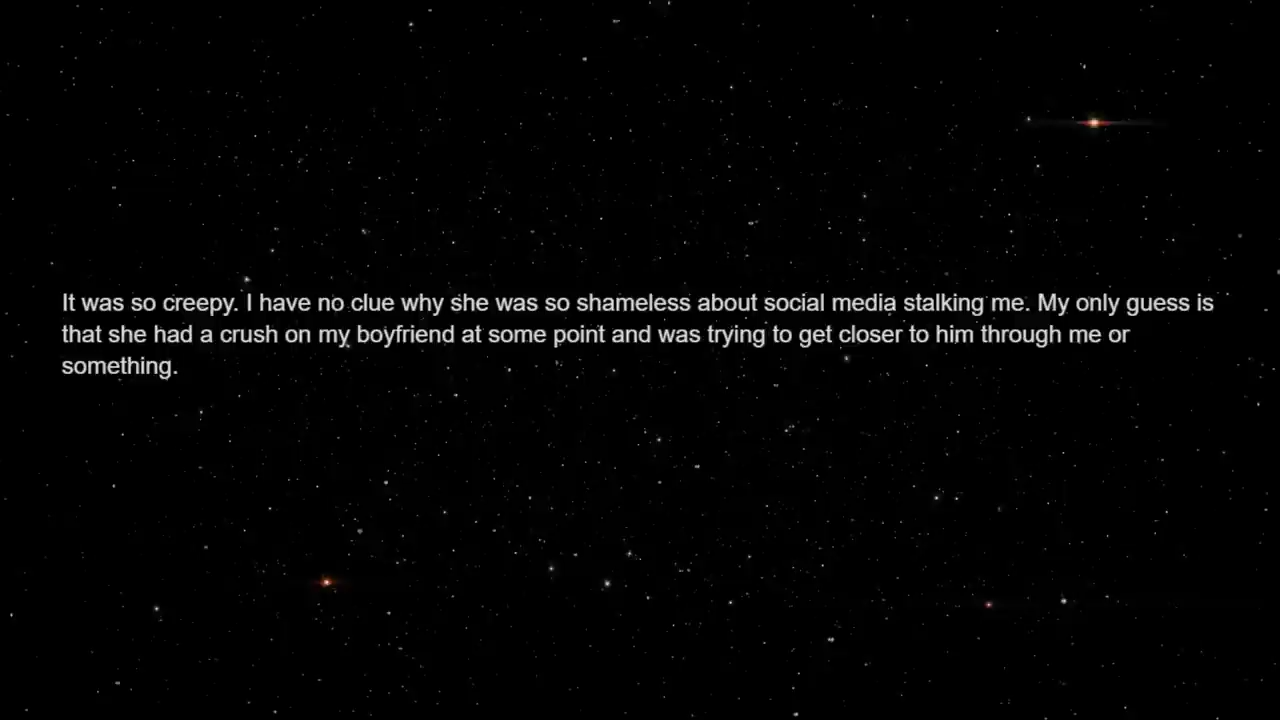 It was so creepy. I have no clue why she was so shameless about social media stalking me. My only guess is
that she had a crush on my boyfriend at some point and was trying to get closer to him through me or
something.